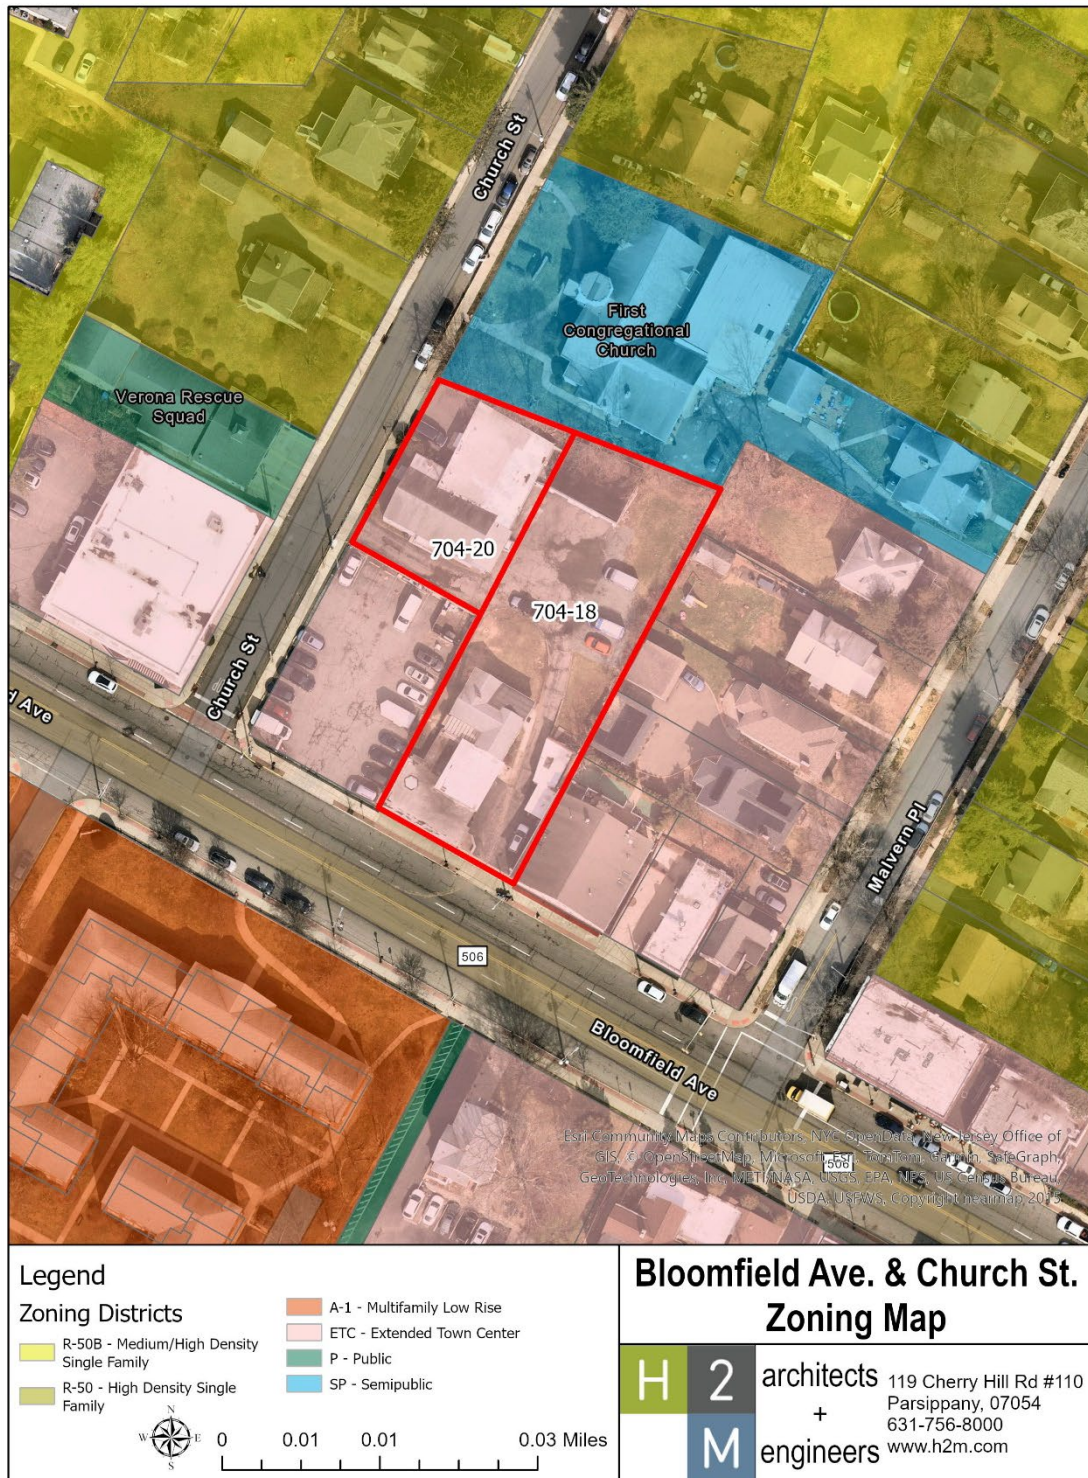 Church St
First
Congregational
Church
Verona Rescue
Squad
704-20
704-18
Church St
d Ave
Malvern Pl
506
Bloomfield Ave
Esri Community Maps Contributors, NYC OpenData, New Jersey Office of
GIS, © OpenStreetMap, Microsoft, Esri, TomTom, Garmin, SafeGraph,
GeoTechnologies, Inc, METI/NASA, USGS, EPA, NPS, US Census Bureau,
USDA, USFWS, Copyright nearmap 2015
506
Legend
Zoning Districts
R-50B - Medium/High Density
Single Family
R-50 - High Density Single
Family
A-1 - Multifamily Low Rise
ETC - Extended Town Center
P - Public
SP - Semipublic
N
W E
S
0 0.01 0.01 0.03 Miles
Bloomfield Ave. & Church St.
Zoning Map
H 2
M
architects
+
engineers
119 Cherry Hill Rd #110
Parsippany, 07054
631-756-8000
www.h2m.com